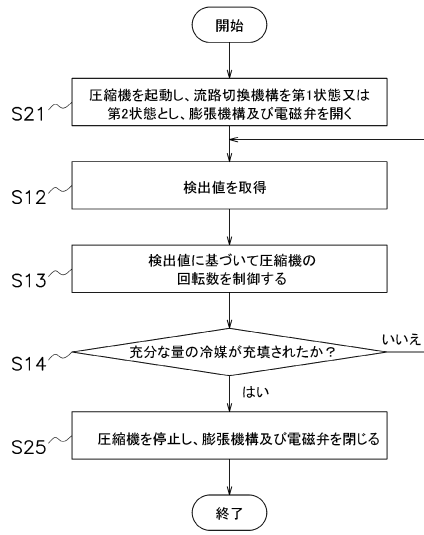 開始
S21
圧縮機を起動し、流路切換機構を第1状態又は
第2状態とし、膨張機構及び電磁弁を開く
S12
検出値を取得
S13
検出値に基づいて圧縮機の
回転数を制御する
S14
充分な量の冷媒が充填されたか？
いいえ
はい
S25
圧縮機を停止し、膨張機構及び電磁弁を閉じる
終了